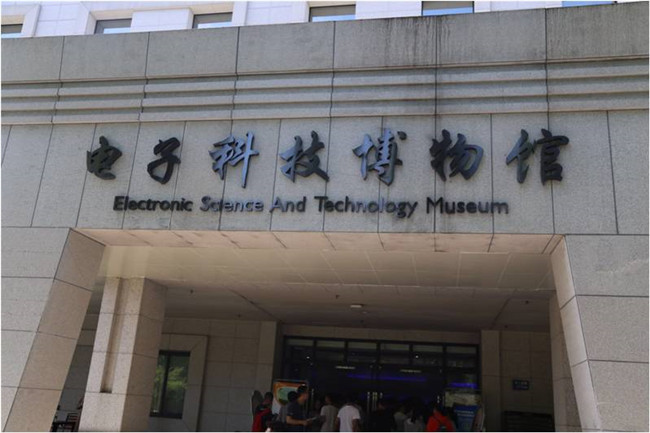 电子科技博物馆
Electronic Science And Technology Museum